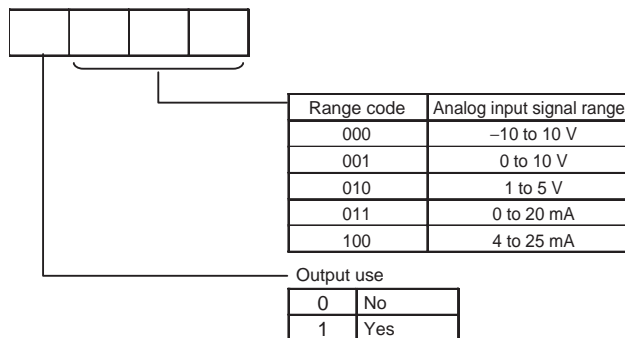 Range code Analog input signal range
000 −10 to 10 V
001 0 to 10 V
010 1 to 5 V
011 0 to 20 mA
100 4 to 25 mA
Output use
0 No
1 Yes